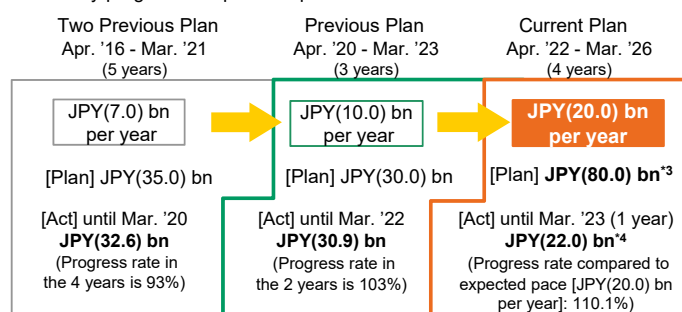 Two Previous Plan
Apr. ’16 - Mar. ’21
(5 years)
JPY(7.0) bn
per year
[Plan] JPY(35.0) bn
[Act] until Mar. ’20
JPY(32.6) bn
(Progress rate in
the 4 years is 93%)
Previous Plan
Apr. ’20 - Mar. ’23
(3 years)
JPY(10.0) bn
per year
[Plan] JPY(30.0) bn
[Act] until Mar. ’22
JPY(30.9) bn
(Progress rate in
the 2 years is 103%)
Current Plan
Apr. ’22 - Mar. ’26
(4 years)
JPY(20.0) bn
per year
[Plan] JPY(80.0) bn*3
[Act] until Mar. ’23 (1 year)
JPY(22.0) bn*4
(Progress rate compared to
expected pace [JPY(20.0) bn
per year]: 110.1%)